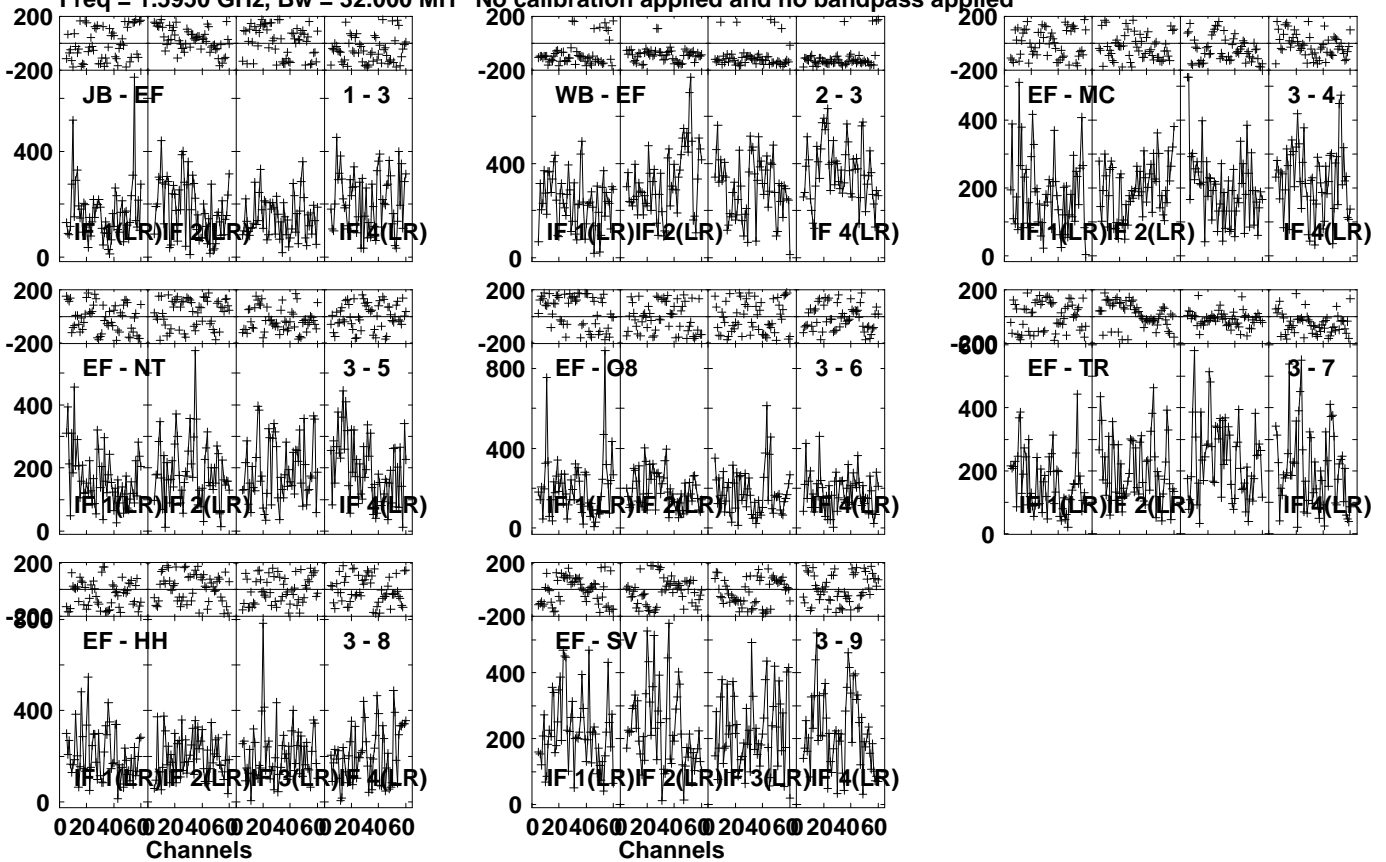 Freq = 1.5950 GHz, Bw = 32.000 MH No calibration applied and no bandpass applied
200
-200
JB - EF 1 - 3
400
0
IF 1(LR) IF 2(LR) IF 4(LR)
200
-200
WB - EF 2 - 3
400
200
0
IF 1(LR) IF 2(LR) IF 4(LR)
200
-200
EF - MC 3 - 4
400
200
0
IF 1(LR) IF 2(LR) IF 4(LR)
200
-200
EF - NT 3 - 5
400
200
0
IF 1(LR) IF 2(LR) IF 4(LR)
200
-200
800
EF - O8 3 - 6
400
0
IF 1(LR) IF 2(LR) IF 4(LR)
200
-200
600
EF - TR 3 - 7
400
200
0
IF 1(LR) IF 2(LR) IF 4(LR)
200
-200
800
EF - HH 3 - 8
400
0
IF 1(LR) IF 2(LR) IF 3(LR) IF 4(LR)
0 20 40 60 0 20 40 60 0 20 40 60 0 20 40 60
Channels
200
-200
EF - SV 3 - 9
400
200
0
IF 1(LR) IF 2(LR) IF 3(LR) IF 4(LR)
0 20 40 60 0 20 40 60 0 20 40 60 0 20 40 60
Channels